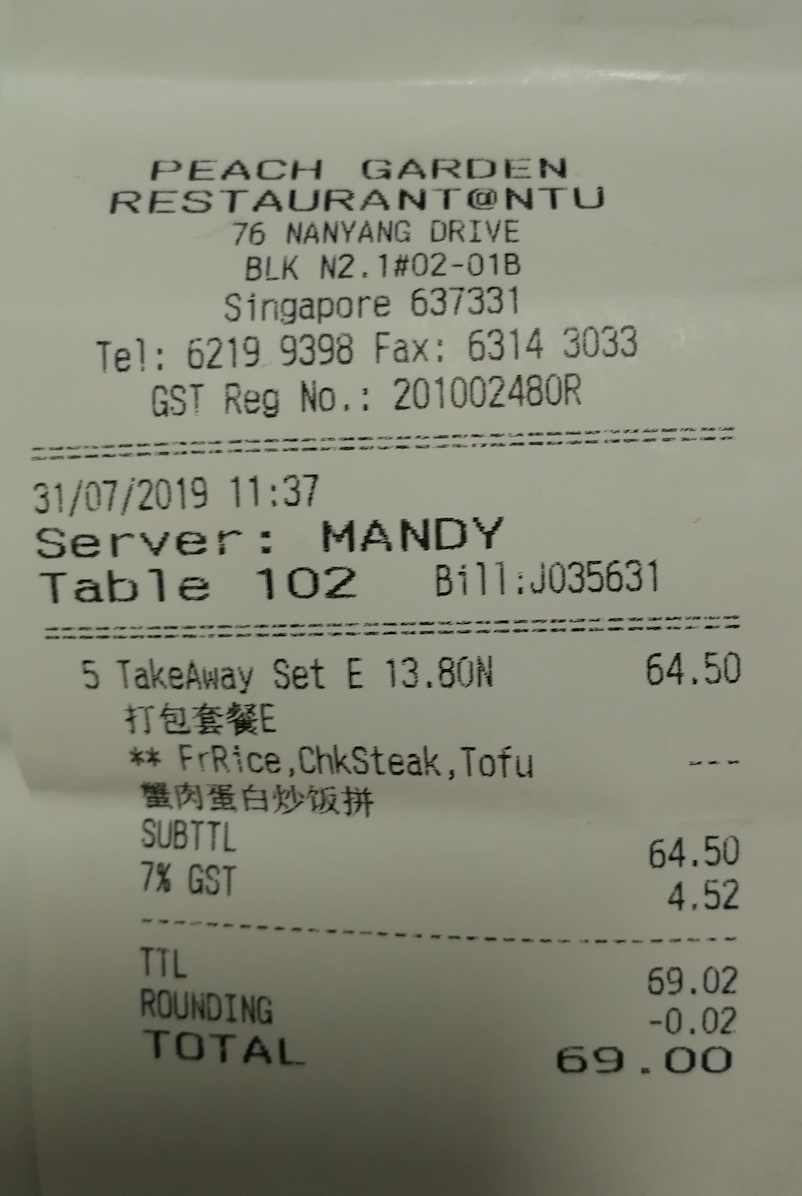 PEACH GARDEN
RESTAURANT@NTU
76 NANYANG DRIVE
BLK N2.1#02-01B
Singapore 637331
Tel: 6219 9398 Fax: 6314 3033
GST Reg No.: 201002480R
31/07/2019 11:37
Server: MANDY
Table 102 Bill:J035631
5 TakeAway Set E 13.80N 64.50
打包套餐E
** FrRice,ChkSteak,Tofu ---
蟹肉蛋白炒饭拼
SUBTTL 64.50
7% GST 4.52
TTL 69.02
ROUNDING -0.02
TOTAL 69.00